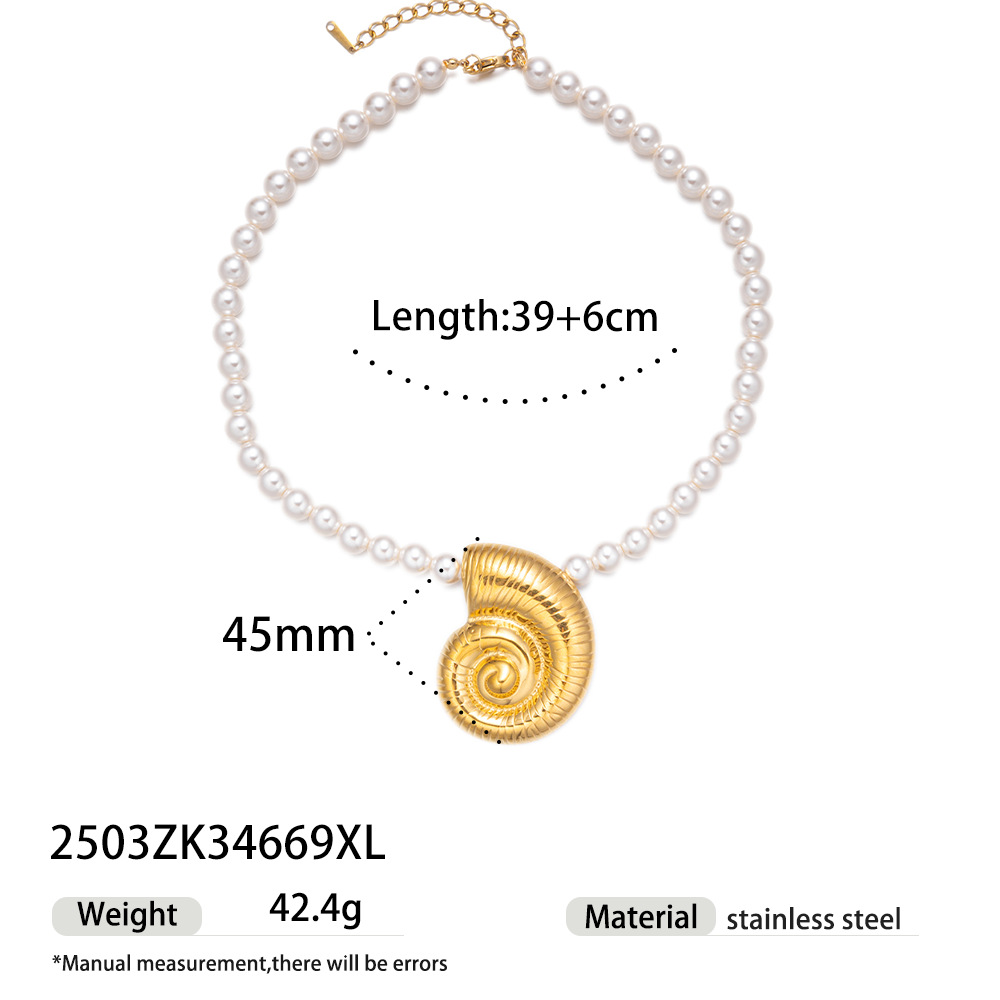 Length:39+6cm
45mm
2503ZK34669XL
Weight 42.4g
Material stainless steel
*Manual measurement,there will be errors